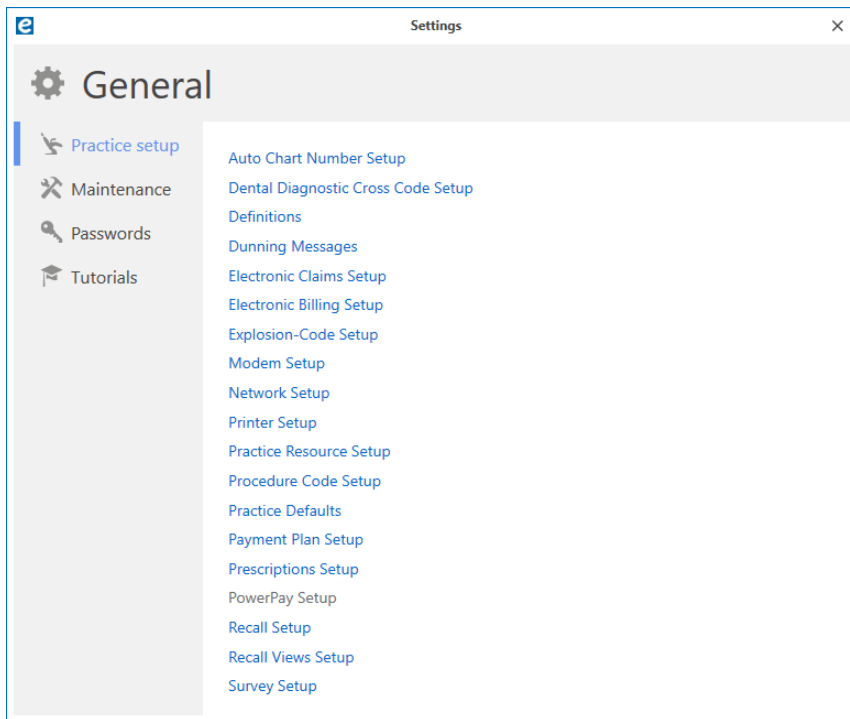 Settings
General
Practice setup
Maintenance
Passwords
Tutorials
Auto Chart Number Setup
Dental Diagnostic Cross Code Setup
Definitions
Dunning Messages
Electronic Claims Setup
Electronic Billing Setup
Explosion-Code Setup
Modem Setup
Network Setup
Printer Setup
Practice Resource Setup
Procedure Code Setup
Practice Defaults
Payment Plan Setup
Prescriptions Setup
PowerPay Setup
Recall Setup
Recall Views Setup
Survey Setup